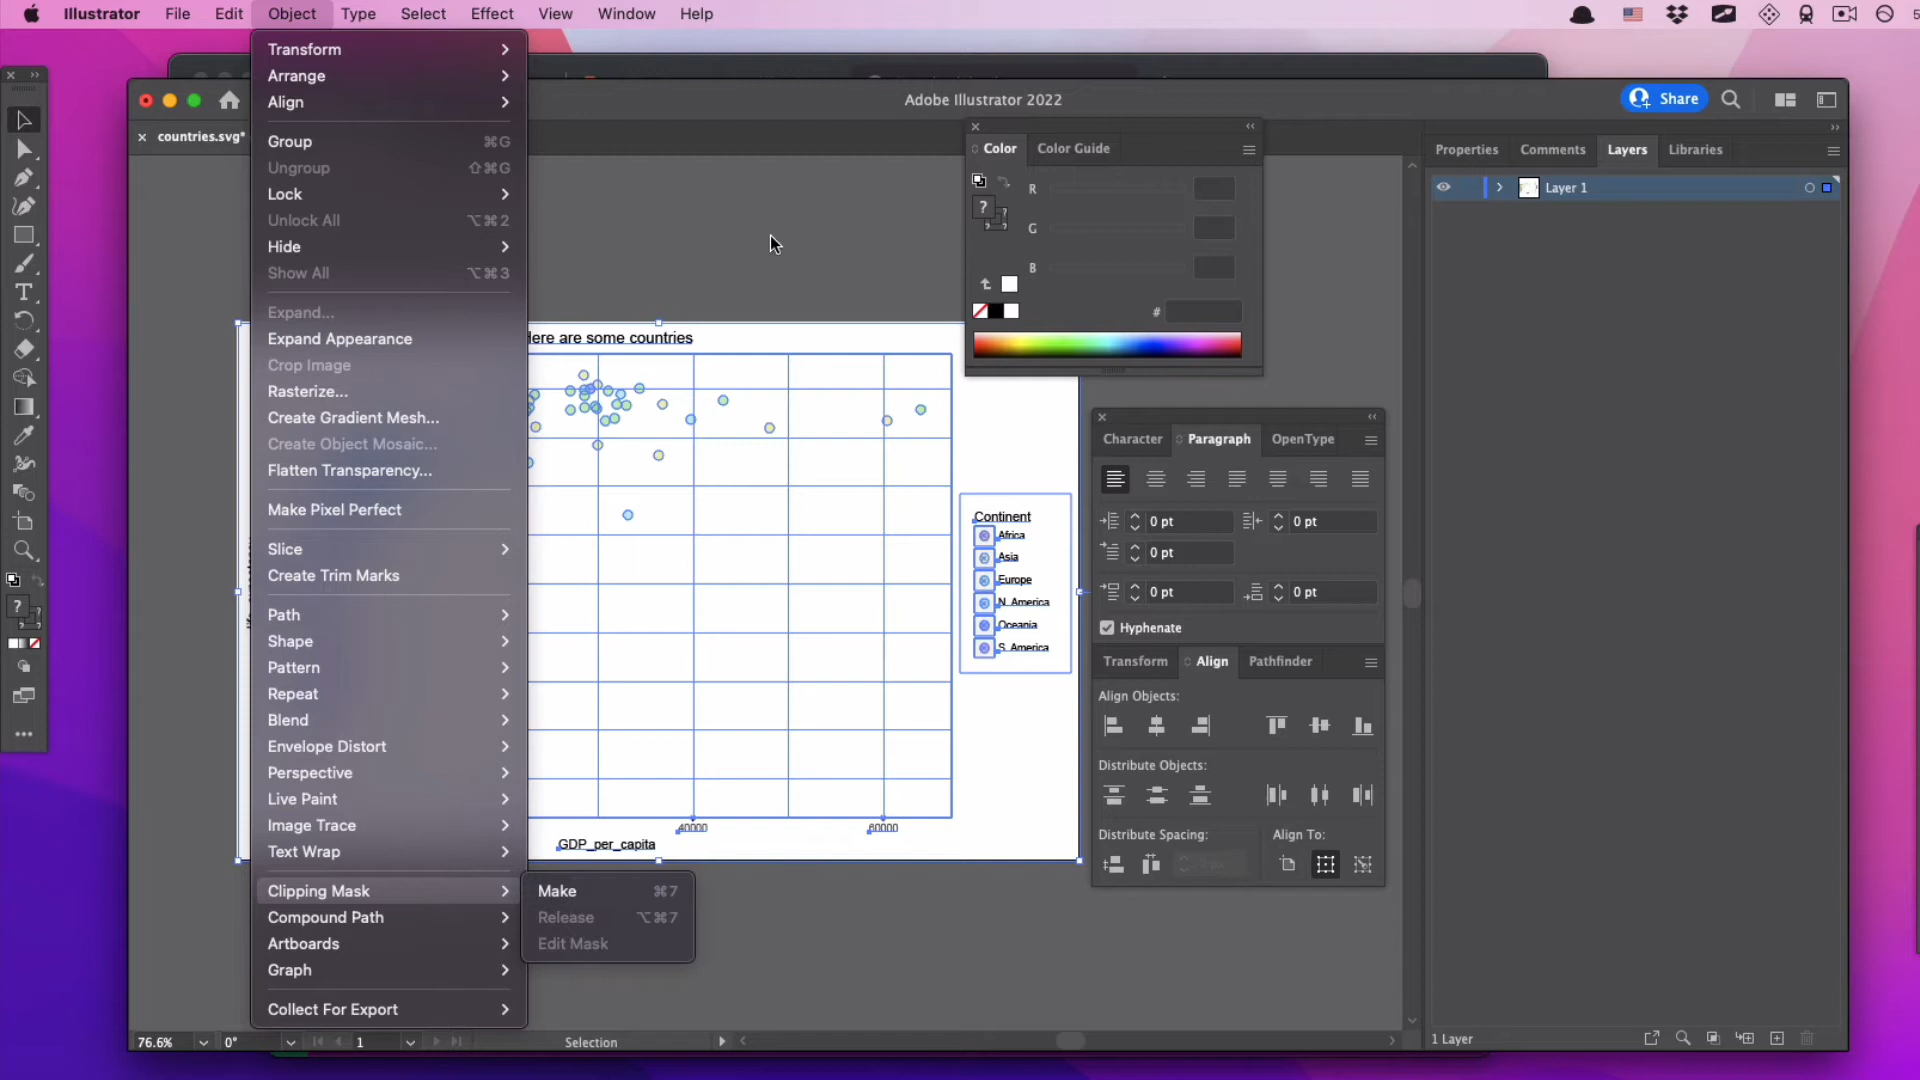 Illustrator File Edit Object Type Select Effect View Window Help
Adobe Illustrator 2022
Share
countries.svg*
Transform
Arrange
Align
Group ⌘G
Ungroup ⇧⌘G
Lock
Unlock All ⌥⌘2
Hide
Show All ⌥⌘3
Expand...
Expand Appearance
Crop Image
Rasterize...
Create Gradient Mesh...
Create Object Mosaic...
Flatten Transparency...
Make Pixel Perfect
Slice
Create Trim Marks
Path
Shape
Pattern
Repeat
Blend
Envelope Distort
Perspective
Live Paint
Image Trace
Text Wrap
Clipping Mask
Compound Path
Artboards
Graph
Collect For Export
Make ⌘7
Release ⌥⌘7
Edit Mask
Here are some countries
40000
60000
GDP_per_capita
Continent
Africa
Asia
Europe
N. America
Oceania
S. America
Color Color Guide
?
R
G
B
#
Character Paragraph OpenType
0 pt 0 pt
0 pt
0 pt 0 pt
Hyphenate
Transform Align Pathfinder
Align Objects:
Distribute Objects:
Distribute Spacing: Align To:
Properties Comments Layers Libraries
Layer 1
?
76.6% 0° 1 Selection
1 Layer